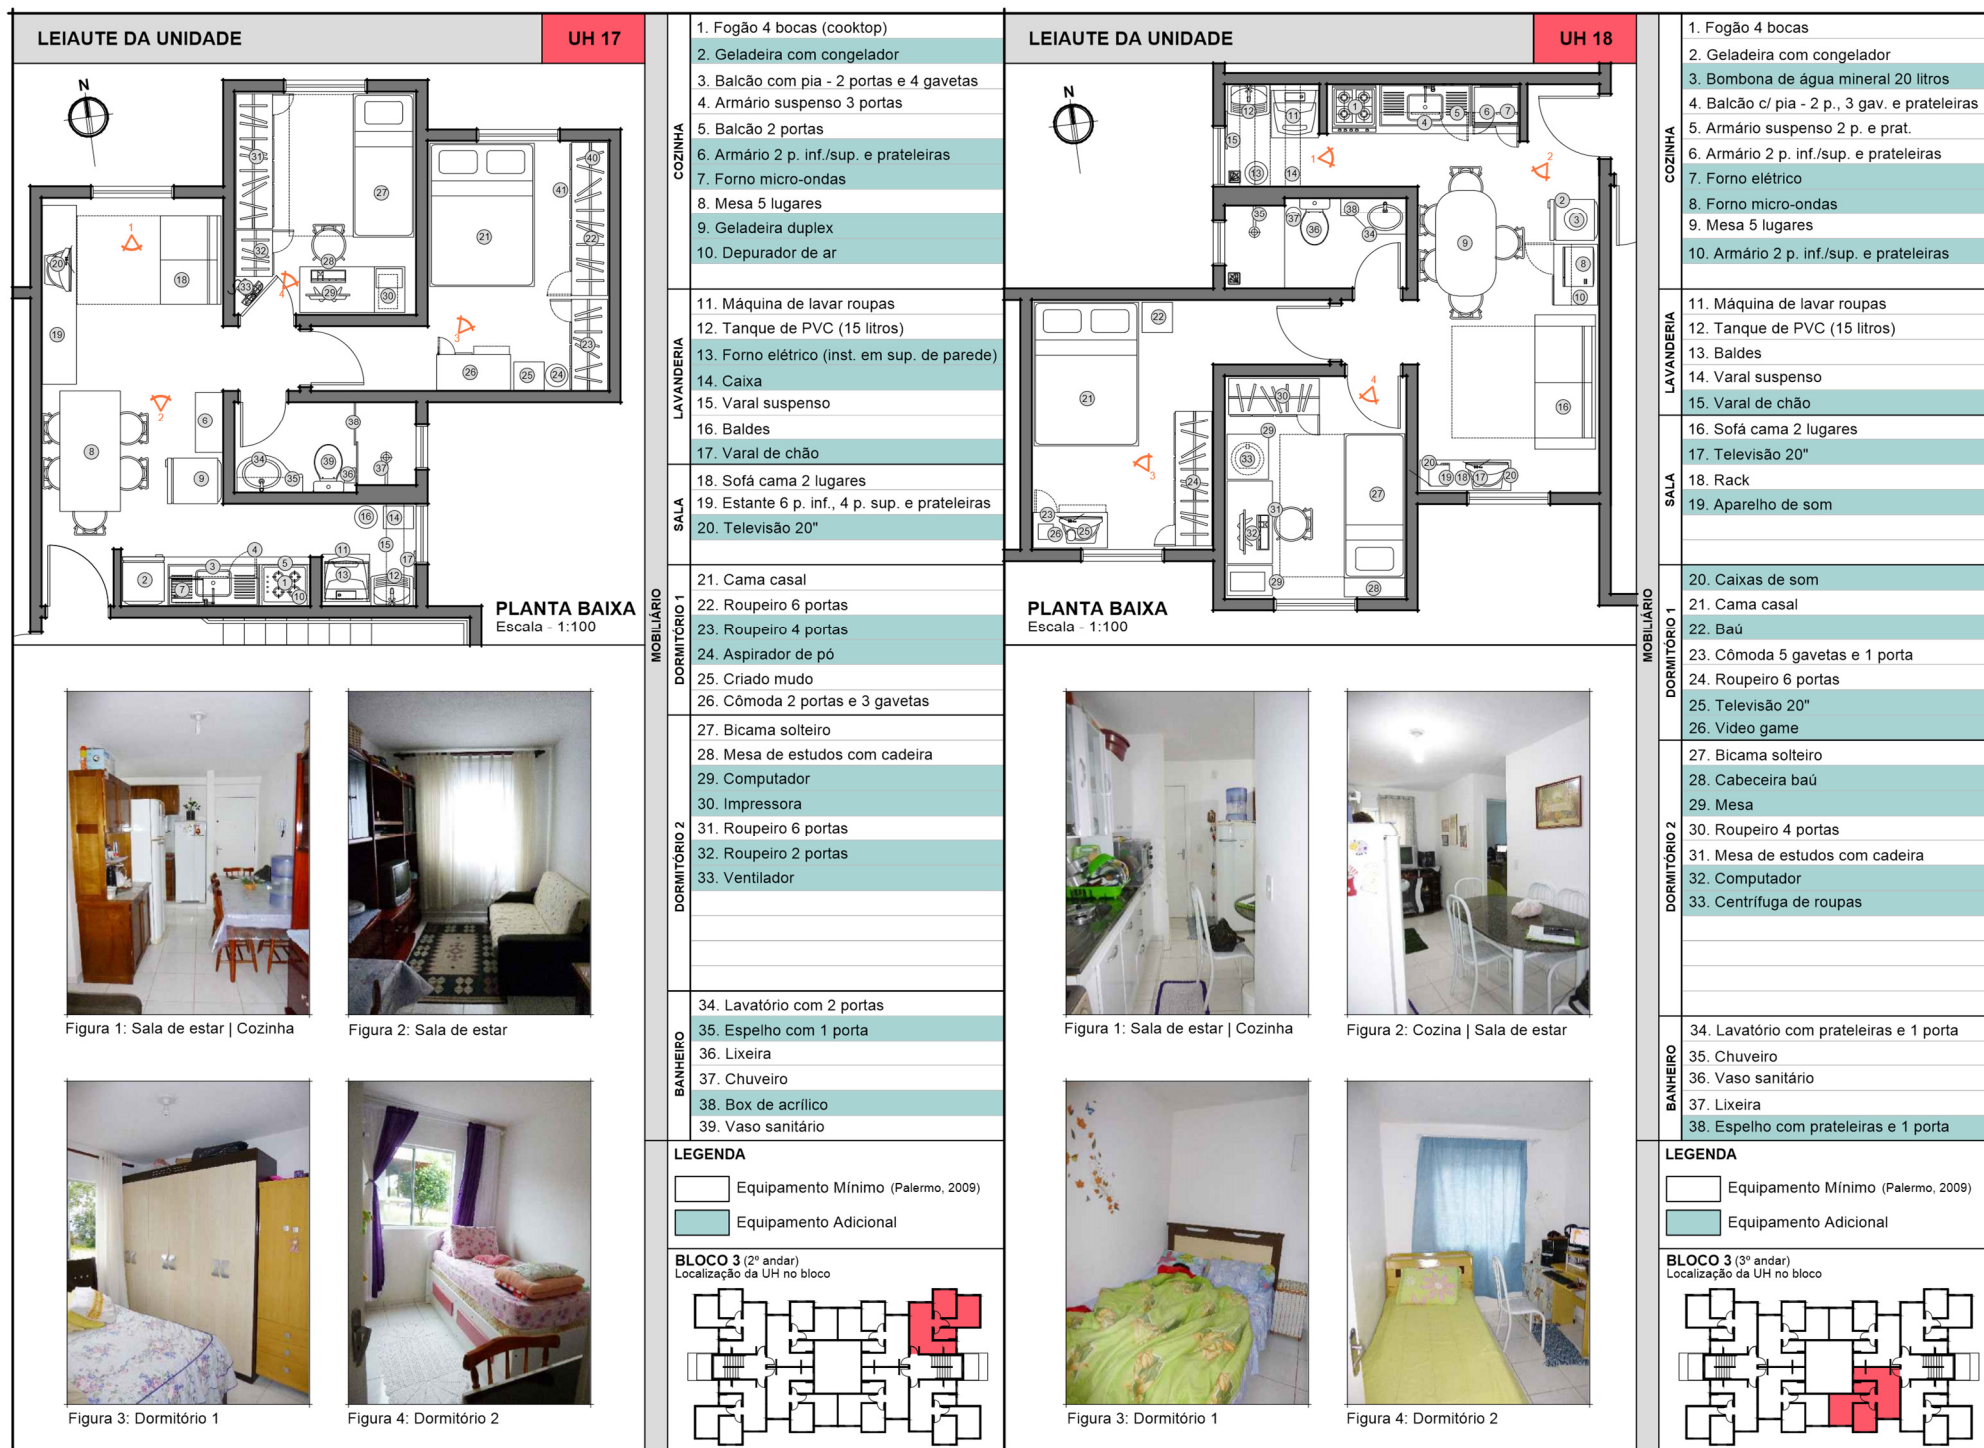 LEIAUTE DA UNIDADE
UH 17
N
PLANTA BAIXA
Escala - 1:100
Figura 1: Sala de estar | Cozinha
Figura 2: Sala de estar
Figura 3: Dormitório 1
Figura 4: Dormitório 2
MOBILIÁRIO
COZINHA
1. Fogão 4 bocas (cooktop)
2. Geladeira com congelador
3. Balcão com pia - 2 portas e 4 gavetas
4. Armário suspenso 3 portas
5. Balcão 2 portas
6. Armário 2 p. inf./sup. e prateleiras
7. Forno micro-ondas
8. Mesa 5 lugares
9. Geladeira duplex
10. Depurador de ar
LAVANDERIA
11. Máquina de lavar roupas
12. Tanque de PVC (15 litros)
13. Forno elétrico (inst. em sup. de parede)
14. Caixa
15. Varal suspenso
16. Baldes
17. Varal de chão
SALA
18. Sofá cama 2 lugares
19. Estante 6 p. inf., 4 p. sup. e prateleiras
20. Televisão 20"
DORMITÓRIO 1
21. Cama casal
22. Roupeiro 6 portas
23. Roupeiro 4 portas
24. Aspirador de pó
25. Criado mudo
26. Cômoda 2 portas e 3 gavetas
DORMITÓRIO 2
27. Bicama solteiro
28. Mesa de estudos com cadeira
29. Computador
30. Impressora
31. Roupeiro 6 portas
32. Roupeiro 2 portas
33. Ventilador
BANHEIRO
34. Lavatório com 2 portas
35. Espelho com 1 porta
36. Lixeira
37. Chuveiro
38. Box de acrílico
39. Vaso sanitário
LEGENDA
Equipamento Mínimo (Palermo, 2009)
Equipamento Adicional
BLOCO 3 (2º andar)
Localização da UH no bloco
LEIAUTE DA UNIDADE
UH 18
N
PLANTA BAIXA
Escala - 1:100
Figura 1: Sala de estar | Cozinha
Figura 2: Cozina | Sala de estar
Figura 3: Dormitório 1
Figura 4: Dormitório 2
MOBILIÁRIO
COZINHA
1. Fogão 4 bocas
2. Geladeira com congelador
3. Bombona de água mineral 20 litros
4. Balcão c/ pia - 2 p., 3 gav. e prateleiras
5. Armário suspenso 2 p. e prat.
6. Armário 2 p. inf./sup. e prateleiras
7. Forno elétrico
8. Forno micro-ondas
9. Mesa 5 lugares
10. Armário 2 p. inf./sup. e prateleiras
LAVANDERIA
11. Máquina de lavar roupas
12. Tanque de PVC (15 litros)
13. Baldes
14. Varal suspenso
15. Varal de chão
SALA
16. Sofá cama 2 lugares
17. Televisão 20"
18. Rack
19. Aparelho de som
DORMITÓRIO 1
20. Caixas de som
21. Cama casal
22. Baú
23. Cômoda 5 gavetas e 1 porta
24. Roupeiro 6 portas
25. Televisão 20"
26. Video game
DORMITÓRIO 2
27. Bicama solteiro
28. Cabeceira baú
29. Mesa
30. Roupeiro 4 portas
31. Mesa de estudos com cadeira
32. Computador
33. Centrífuga de roupas
BANHEIRO
34. Lavatório com prateleiras e 1 porta
35. Chuveiro
36. Vaso sanitário
37. Lixeira
38. Espelho com prateleiras e 1 porta
LEGENDA
Equipamento Mínimo (Palermo, 2009)
Equipamento Adicional
BLOCO 3 (3º andar)
Localização da UH no bloco